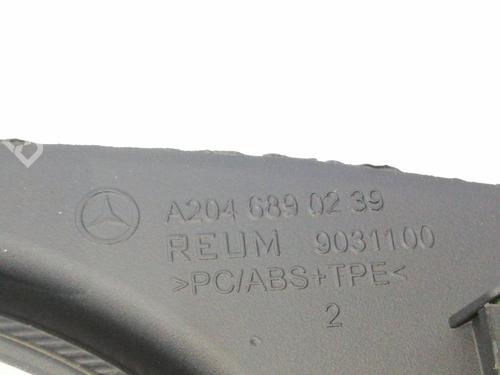 A204 689 02 39
REUM 9031100
>PC/ABS+TPE<
2